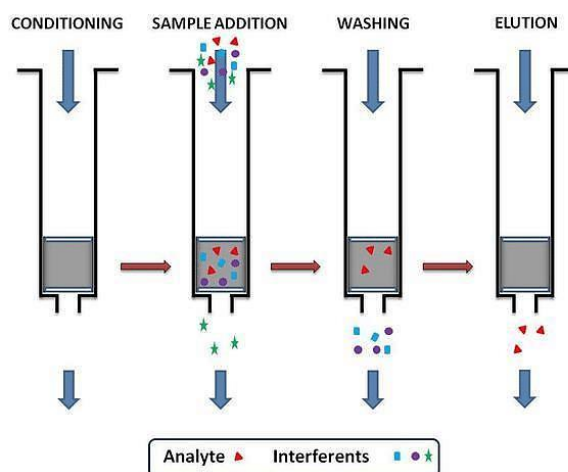 CONDITIONING SAMPLE ADDITION WASHING ELUTION
Analyte Interferents